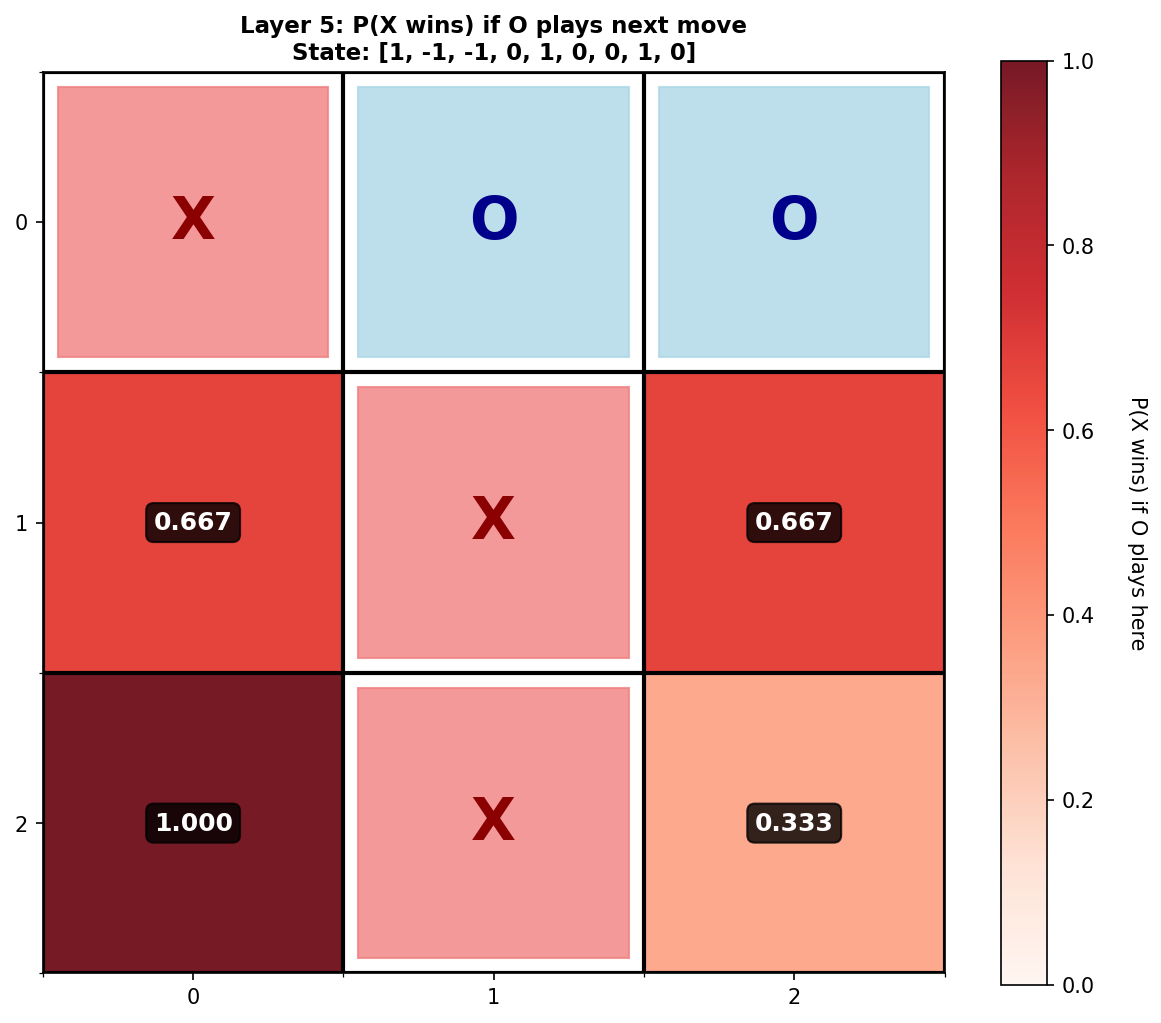 Layer 5: P(X wins) if O plays next move
State: [1, -1, -1, 0, 1, 0, 0, 1, 0]
0
X
O
O
1
0.667
X
0.667
2
1.000
X
0.333
0
1
2
1.0
0.8
0.6
0.4
0.2
0.0
P(X wins) if O plays here